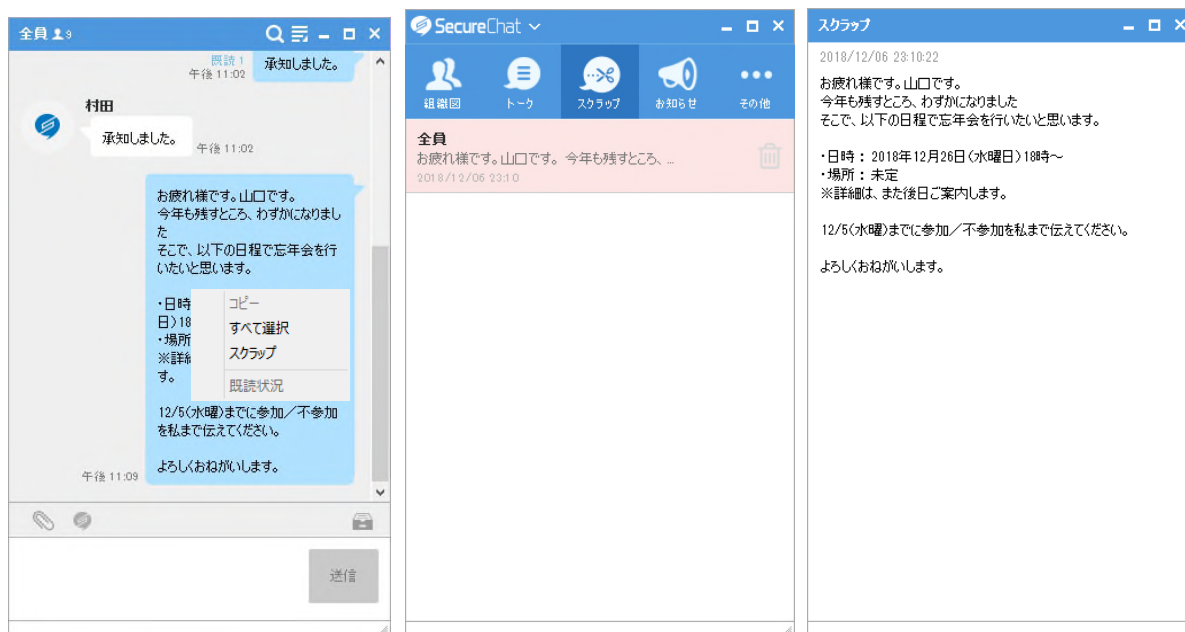 全員 9
既読 1
午後 11:02
承知しました。
村田
承知しました。
午後 11:02
お疲れ様です。山口です。
今年も残すところ、わずかになりまし
た
そこで、以下の日程で忘年会を行
いたいと思います。
・日時
日)18
・場所
※詳細
す。
コピー
すべて選択
スクラップ
既読状況
12/5(水曜)までに参加／不参加
を私まで伝えてください。
よろしくおねがいします。
午後 11:09
送信
SecureChat
組織図
トーク
スクラップ
お知らせ
その他
全員
お疲れ様です。山口です。 今年も残すところ、...
2018/12/06 23:10
スクラップ
2018/12/06 23:10:22
お疲れ様です。山口です。
今年も残すところ、わずかになりました
そこで、以下の日程で忘年会を行いたいと思います。
・日時： 2018年12月26日(水曜日)18時～
・場所： 未定
※詳細は、また後日ご案内します。
12/5(水曜)までに参加／不参加を私まで伝えてください。
よろしくおねがいします。